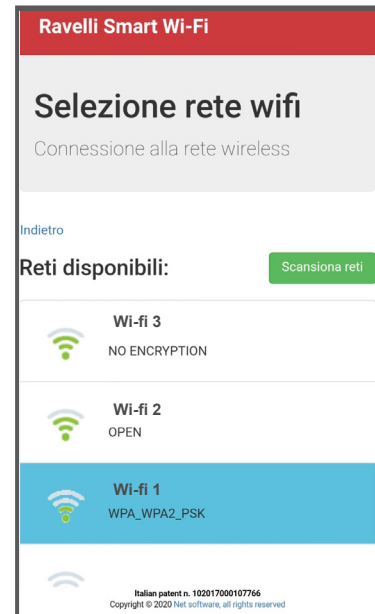 Ravelli Smart Wi-Fi
Selezione rete wifi
Connessione alla rete wireless
Indietro
Reti disponibili:
Scansiona reti
Wi-fi 3
NO ENCRYPTION
Wi-fi 2
OPEN
Wi-fi 1
WPA_WPA2_PSK
Italian patent n. 102017000107766
Copyright © 2020 Net software, all rights reserved